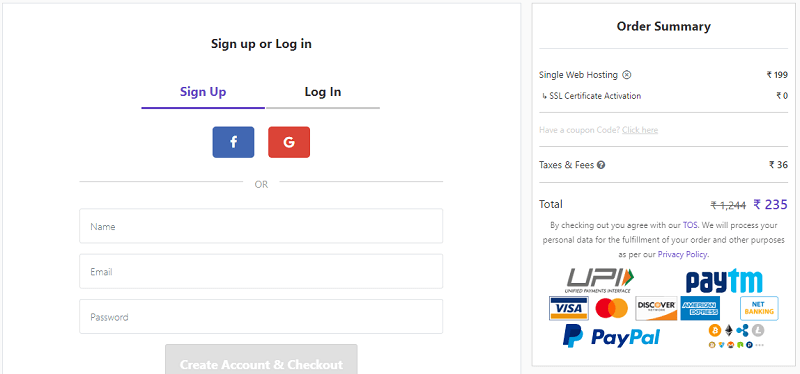 Sign up or Log in
Sign Up
Log In
f
G
OR
Name
Email
Password
Create Account & Checkout
Order Summary
Single Web Hosting ₹ 199
↳ SSL Certificate Activation ₹ 0
Have a coupon Code? Click here
Taxes & Fees ? ₹ 36
Total ₹ 1,244 ₹ 235
By checking out you agree with our TOS. We will process your
personal data for the fulfillment of your order and other purposes
as per our Privacy Policy.
UPI
UNIFIED PAYMENTS INTERFACE
paytm
VISA
MasterCard
DISCOVER
NETWORK
AMERICAN
EXPRESS
NET
BANKING
PayPal